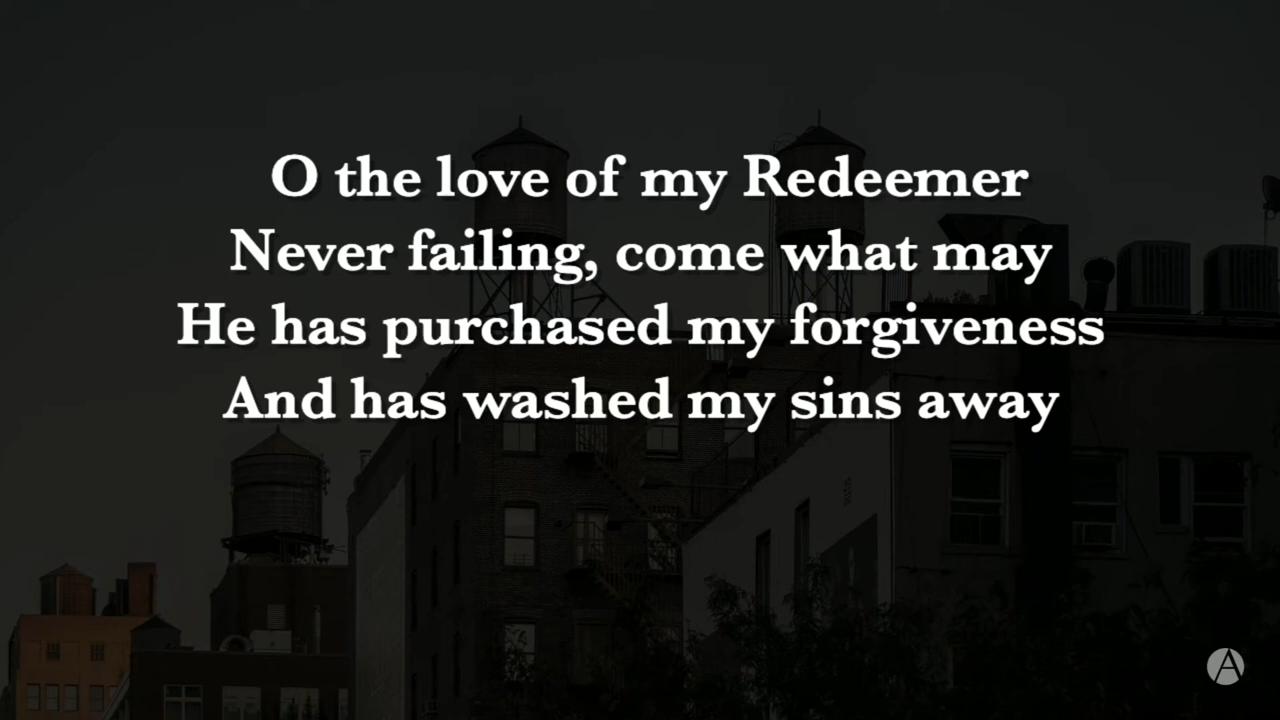 O the love of my Redeemer
Never failing, come what may
He has purchased my forgiveness
And has washed my sins away